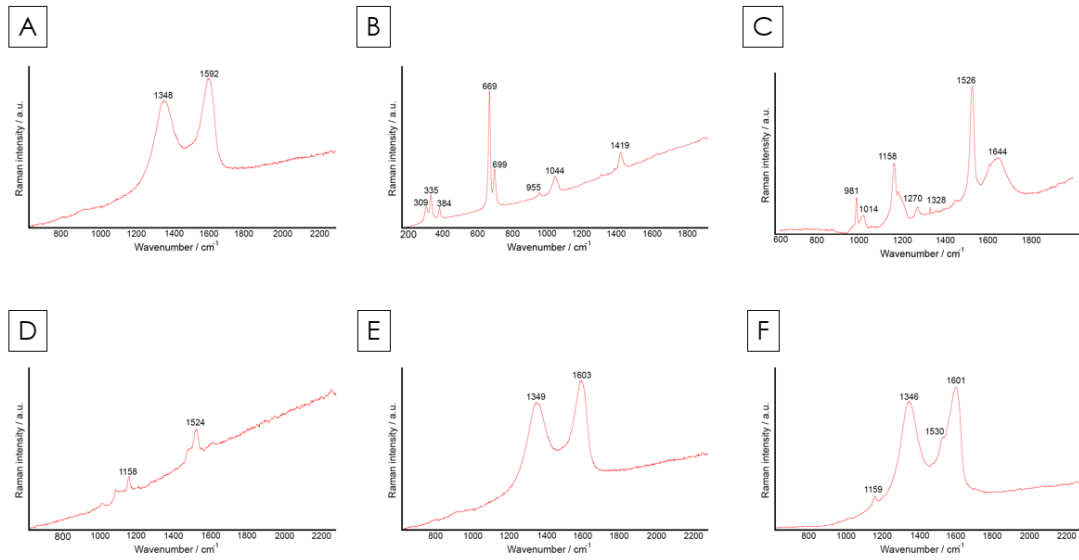 A
Raman intensity / a.u.
1348
1592
800 1000 1200 1400 1600 1800 2000 2200
Wavenumber / cm-1
B
Raman intensity / a.u.
669
699
335
309
384
955
1044
1419
200 400 600 800 1000 1200 1400 1600 1800
Wavenumber / cm-1
C
Raman intensity / a.u.
1526
1158
1644
981
1014
1270
1328
600 800 1000 1200 1400 1600 1800
Wavenumber / cm-1
D
Raman intensity / a.u.
1524
1158
800 1000 1200 1400 1600 1800 2000 2200
Wavenumber / cm-1
E
Raman intensity / a.u.
1349
1603
800 1000 1200 1400 1600 1800 2000 2200
Wavenumber / cm-1
F
Raman intensity / a.u.
1346
1601
1530
1159
800 1000 1200 1400 1600 1800 2000 2200
Wavenumber / cm-1